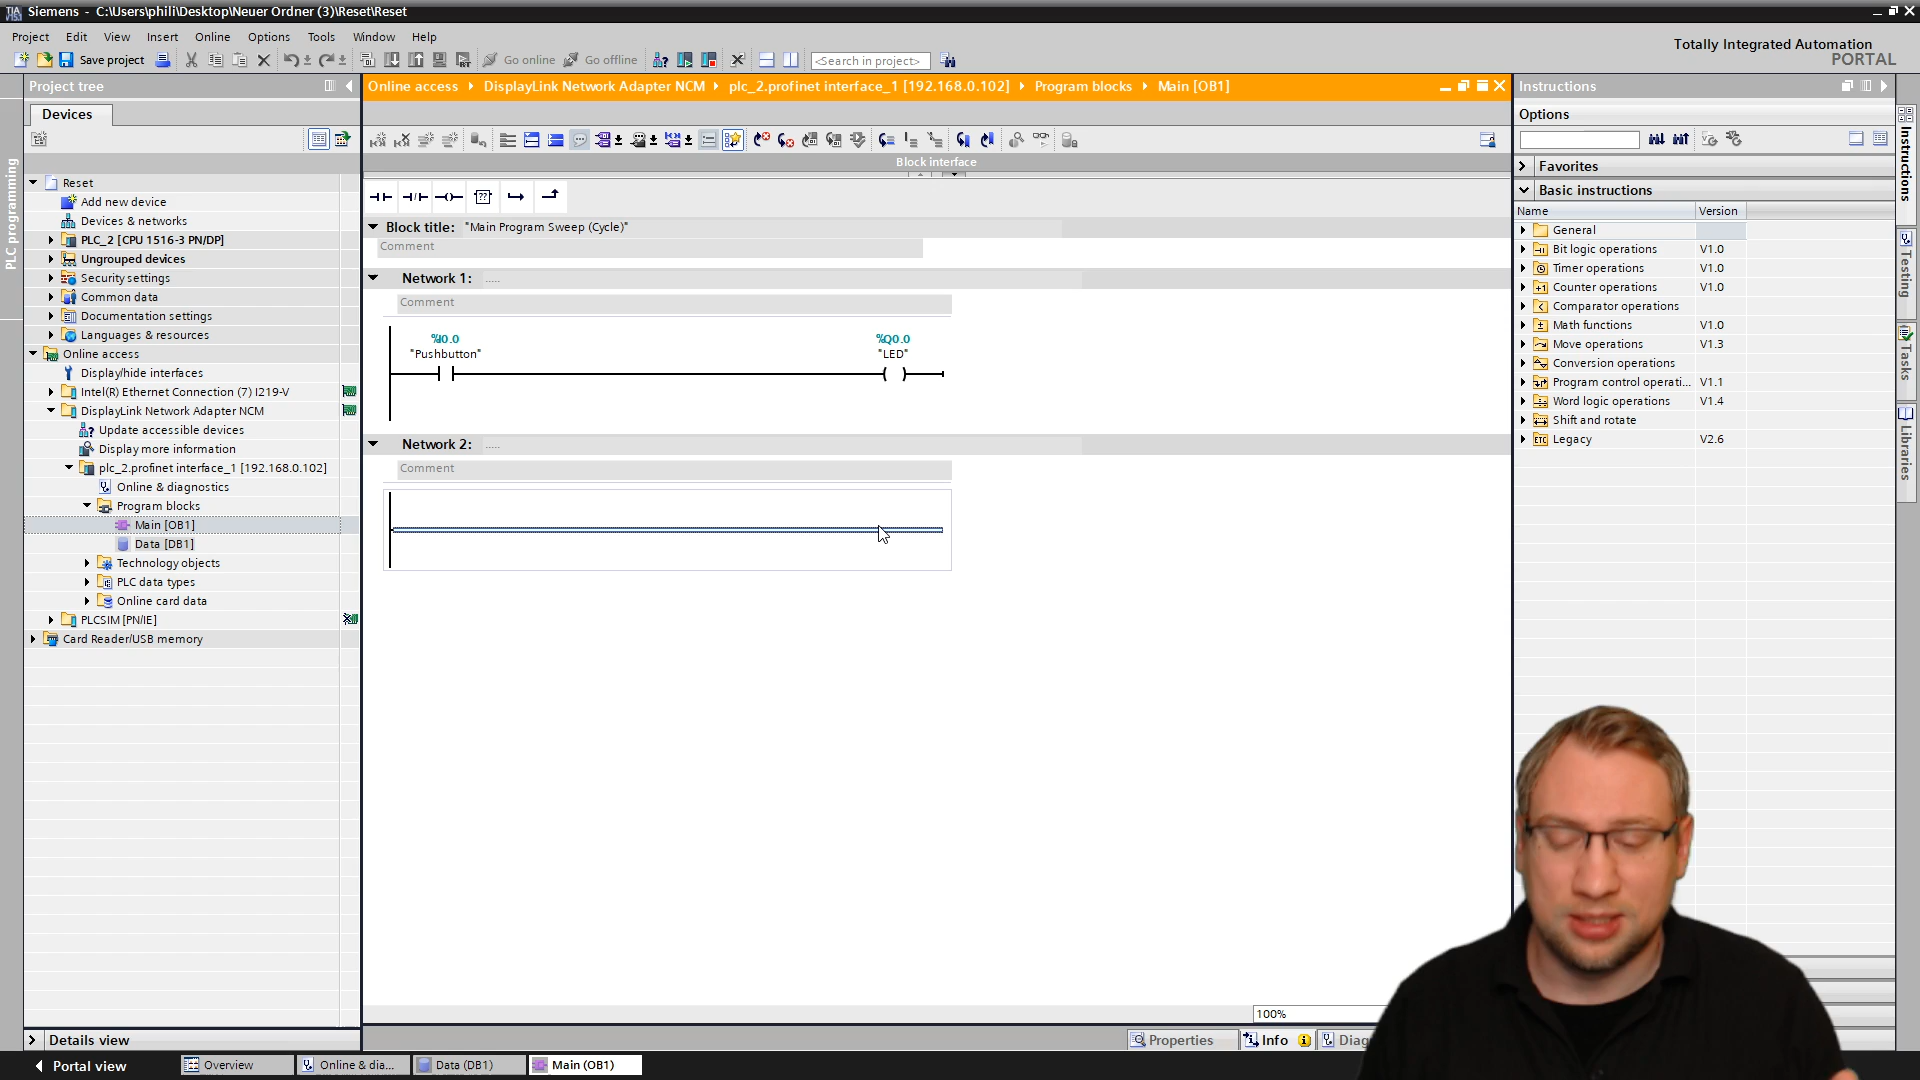 Siemens - C:\Users\phili\Desktop\Neuer Ordner (3)\Reset\Reset
Project Edit View Insert Online Options Tools Window Help
Totally Integrated Automation
PORTAL
Save project
Go online
Go offline
<Search in project>
Project tree
Online access DisplayLink Network Adapter NCM plc_2.profinet interface_1 [192.168.0.102] Program blocks Main [OB1]
Instructions
Devices
Options
PLC programming
Block interface
Reset
Add new device
Devices & networks
PLC_2 [CPU 1516-3 PN/DP]
Ungrouped devices
Security settings
Common data
Documentation settings
Languages & resources
Online access
Display/hide interfaces
Intel(R) Ethernet Connection (7) I219-V
DisplayLink Network Adapter NCM
Update accessible devices
Display more information
plc_2.profinet interface_1 [192.168.0.102]
Online & diagnostics
Program blocks
Main [OB1]
Data [DB1]
Technology objects
PLC data types
Online card data
PLCSIM [PN/IE]
Card Reader/USB memory
Details view
Block title: "Main Program Sweep (Cycle)"
Comment
Network 1: .....
Comment
%I0.0
"Pushbutton"
%Q0.0
"LED"
Network 2: .....
Comment
100%
Properties
Info
Diag
Favorites
Basic instructions
Name Version
General
Bit logic operations V1.0
Timer operations V1.0
Counter operations V1.0
Comparator operations
Math functions V1.0
Move operations V1.3
Conversion operations
Program control operati... V1.1
Word logic operations V1.4
Shift and rotate
Legacy V2.6
Instructions
Testing
Tasks
Libraries
Portal view
Overview
Online & dia...
Data (DB1)
Main (OB1)